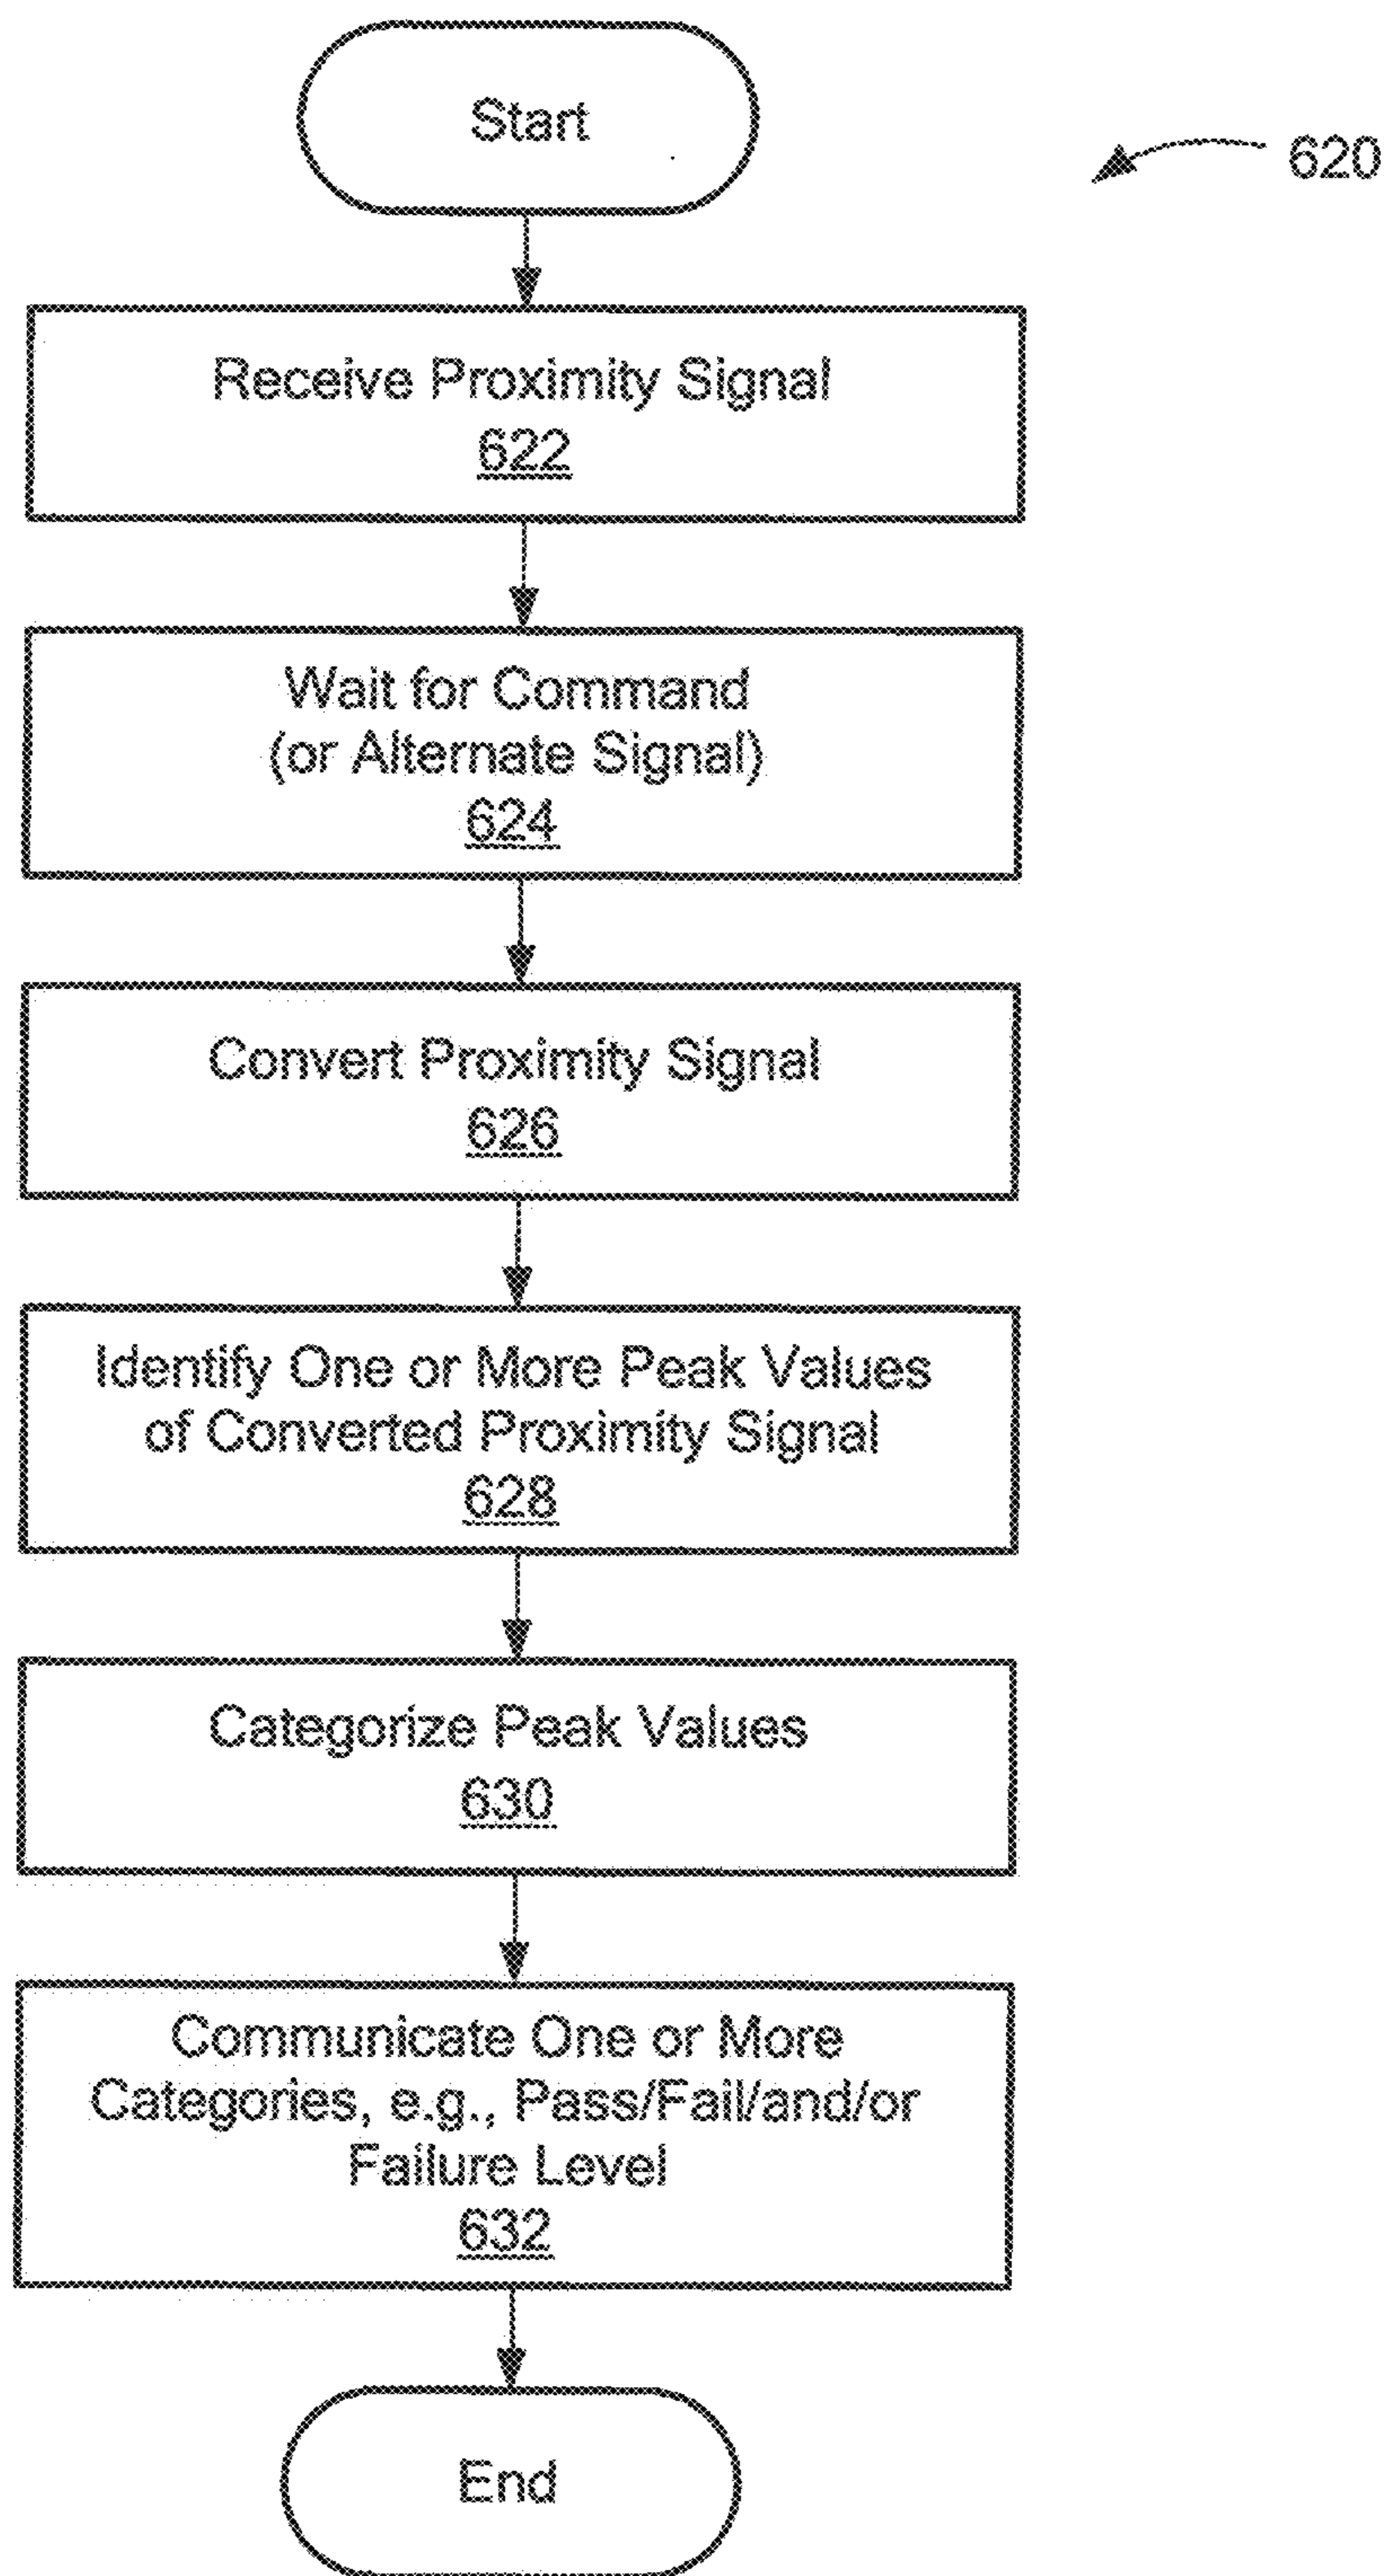 Start
620
Receive Proximity Signal
622
Wait for Command
(or Alternate Signal)
624
Convert Proximity Signal
626
Identify One or More Peak Values
of Converted Proximity Signal
628
Categorize Peak Values
630
Communicate One or More
Categories, e.g., Pass/Fail/and/or
Failure Level
632
End